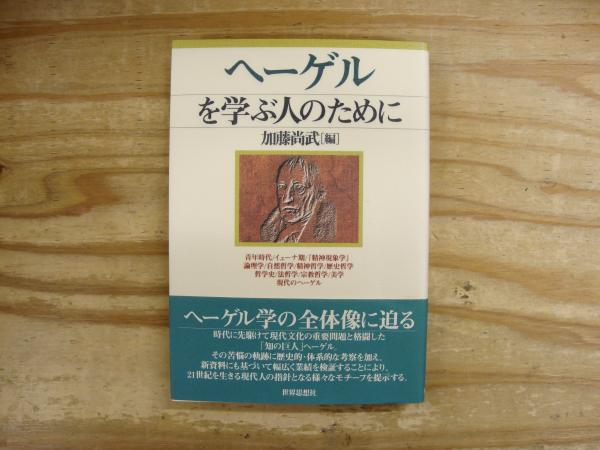 ヘーゲル
を学ぶ人のために
加藤尚武[編]
青年時代/イェーナ期/『精神現象学』
論理学/自然哲学/精神哲学/歴史哲学
哲学史/法哲学/宗教哲学/美学
現代のヘーゲル
ヘーゲル学の全体像に迫る
時代に先駆けて現代文化の重要問題と格闘した
「知の巨人」ヘーゲル。
その苦悩の軌跡に歴史的・体系的な考察を加え、
新資料にも基づいて幅広く業績を検証することにより、
21世紀を生きる現代人の指針となる様々なモチーフを提示する。
世界思想社